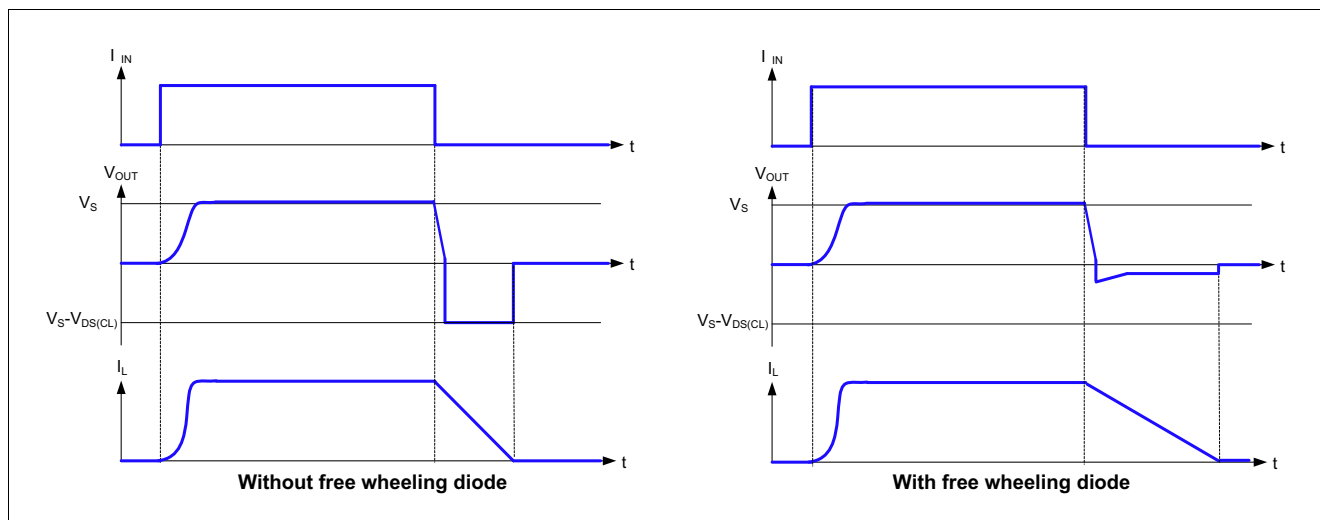 I IN
t
VOUT
VS
t
VS-VDS(CL)
IL
t
Without free wheeling diode
I IN
t
VOUT
VS
t
VS-VDS(CL)
IL
t
With free wheeling diode